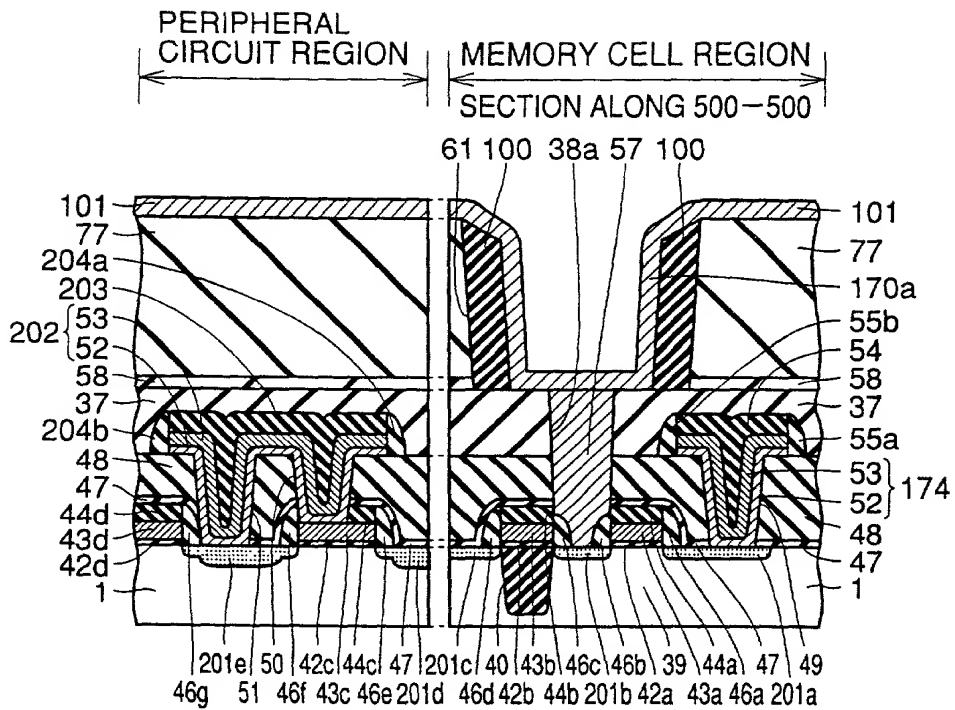 PERIPHERAL
CIRCUIT REGION
MEMORY CELL REGION
SECTION ALONG 500-500
61 100 38a 57 100
101
77
204a
203
202 { 53
52
58
37
204b
48
47
44d
43d
42d
1
101
77
170a
55b
54
58
37
55a
53 } 174
52
48
47
1
201e 50 42c 44c 47 201c 40 43b 46c 46b 39 44a 47 49
46g 51 46f 43c 46e 201d 46d 42b 44b 201b 42a 43a 46a 201a